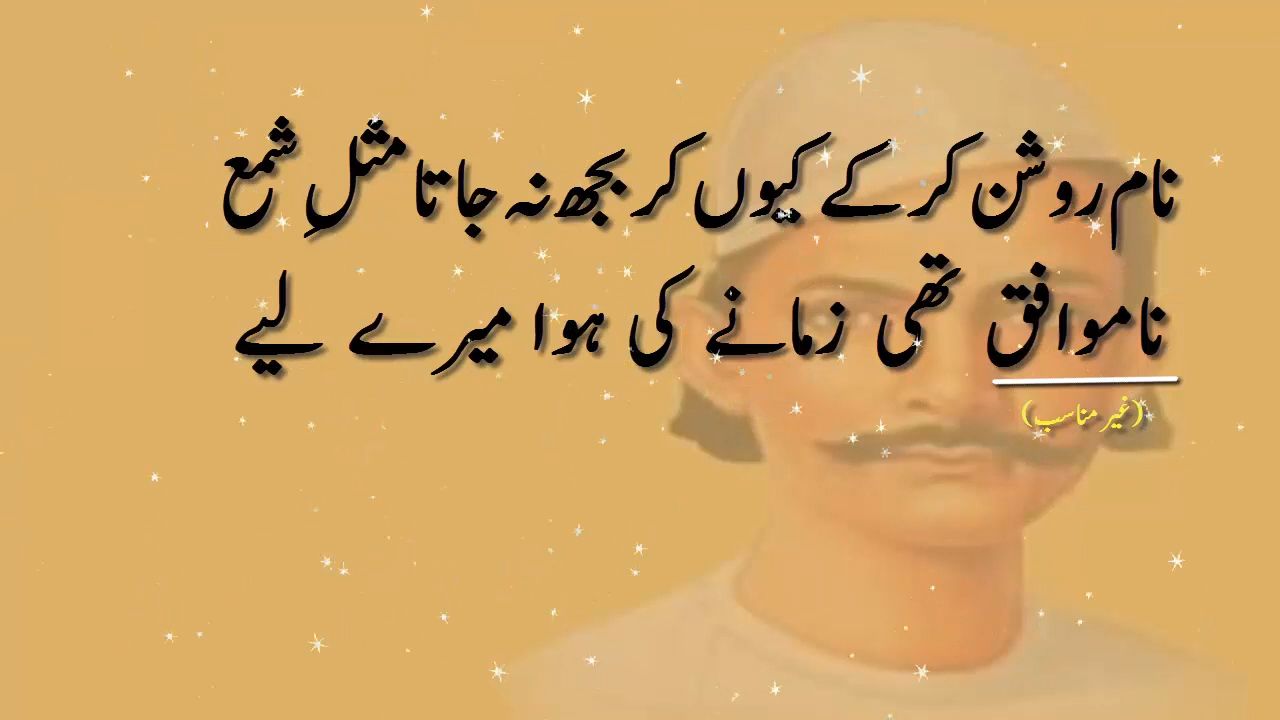 نام روشن کر کے کیوں کر بجھ نہ جاتا مثلِ شمع
ناموافق تھی زمانے کی ہوا میرے لیے
(غیر مناسب)